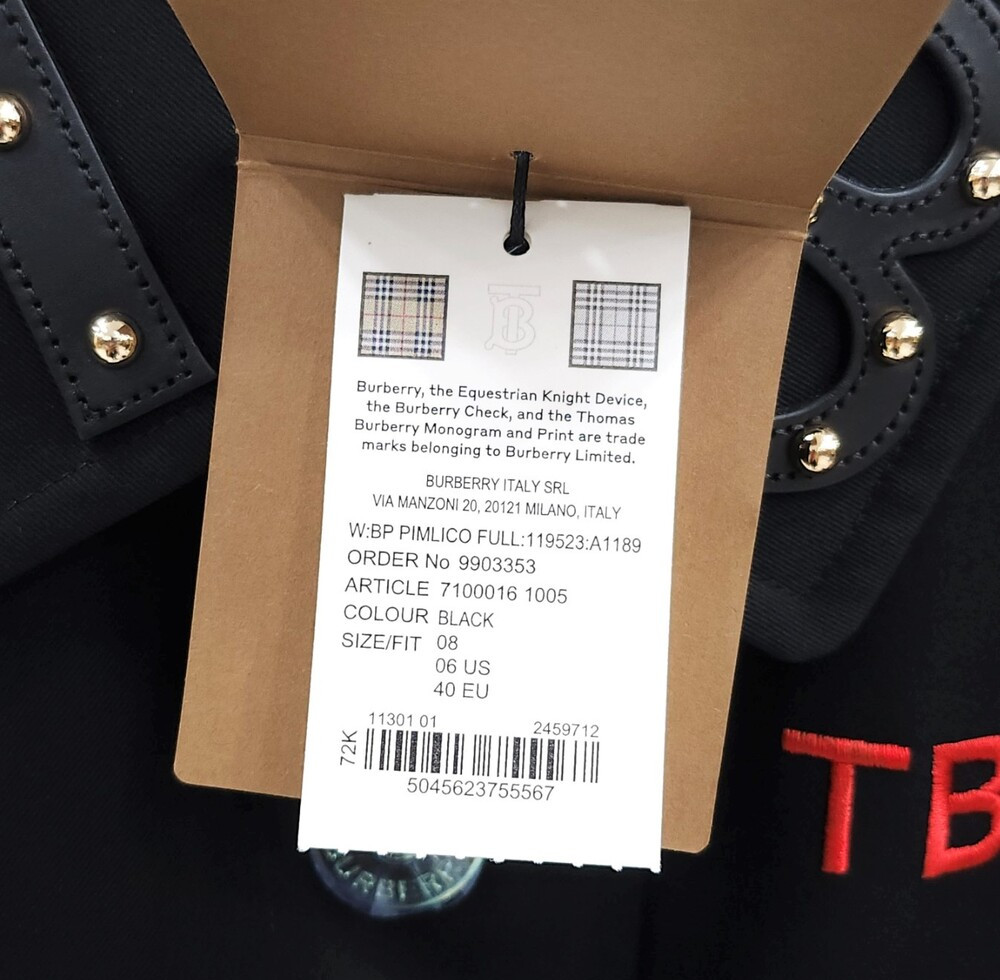 TB
Burberry, the Equestrian Knight Device,
the Burberry Check, and the Thomas
Burberry Monogram and Print are trade
marks belonging to Burberry Limited.
BURBERRY ITALY SRL
VIA MANZONI 20, 20121 MILANO, ITALY
W:BP PIMLICO FULL:119523:A1189
ORDER No 9903353
ARTICLE 7100016 1005
COLOUR BLACK
SIZE/FIT 08
06 US
40 EU
11301 01 2459712
72K
5045623755567
BURBERRY
TB